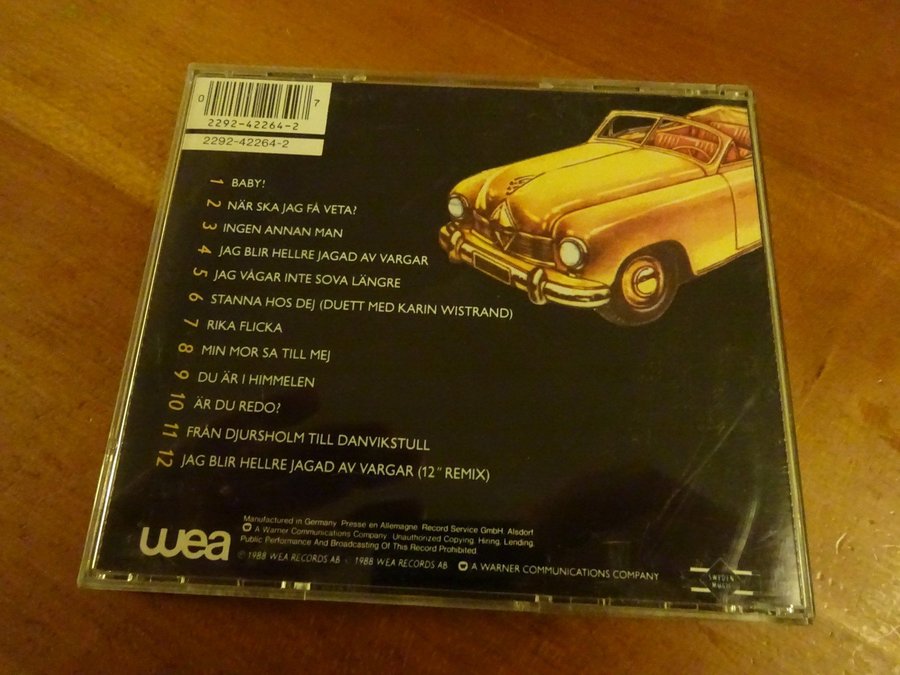 0
7
2292-42264-2
2292-42264-2
1 BABY!
2 NÄR SKA JAG FÅ VETA?
3 INGEN ANNAN MAN
4 JAG BLIR HELLRE JAGAD AV VARGAR
5 JAG VÅGAR INTE SOVA LÄNGRE
6 STANNA HOS DEJ (DUETT MED KARIN WISTRAND)
7 RIKA FLICKA
8 MIN MOR SA TILL MEJ
9 DU ÄR I HIMMELEN
10 ÄR DU REDO?
11 FRÅN DJURSHOLM TILL DANVIKSTULL
12 JAG BLIR HELLRE JAGAD AV VARGAR (12" REMIX)
wea
Manufactured in Germany. Presse en Allemagne. Record Service GmbH. Alsdorf
A Warner Communications Company. Unauthorized Copying. Hiring. Lending.
Public Performance And Broadcasting Of This Record Prohibited.
© 1988 WEA RECORDS AB 1988 WEA RECORDS AB A WARNER COMMUNICATIONS COMPANY
SWEDEN
MUSIC